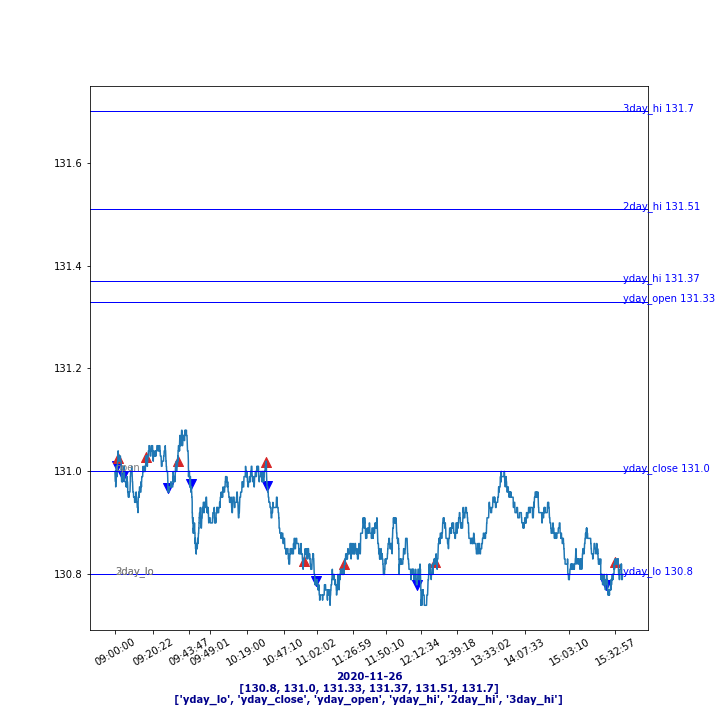 3day_hi 131.7
131.6
2day_hi 131.51
131.4
yday_hi 131.37
yday_open 131.33
131.2
131.0
open
yday_close 131.0
130.8
yday_lo 130.8
09:00:00
09:20:22
09:43:47
09:49:01
10:19:00
10:47:10
11:02:02
11:26:59
11:50:10
12:12:34
12:39:18
13:33:02
14:07:33
15:03:10
15:32:57
2020-11-26
[130.8, 131.0, 131.33, 131.37, 131.51, 131.7]
['yday_lo', 'yday_close', 'yday_open', 'yday_hi', '2day_hi', '3day_hi']